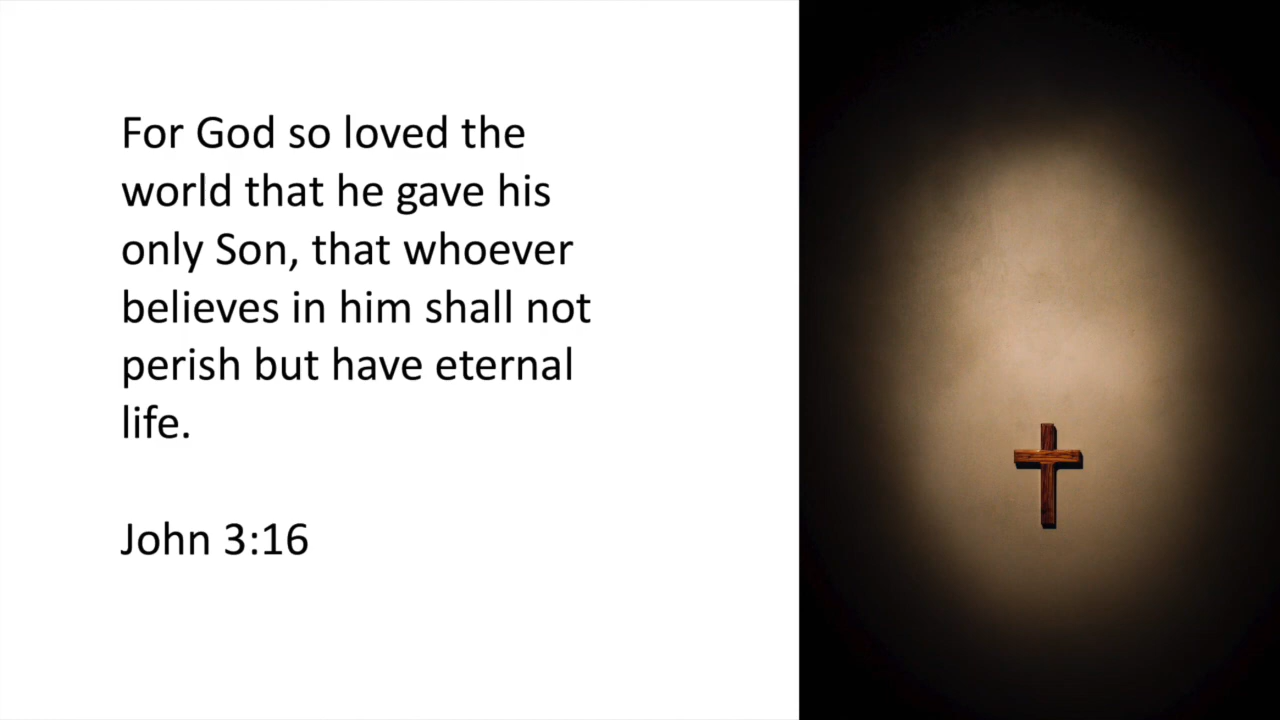 For God so loved the
world that he gave his
only Son, that whoever
believes in him shall not
perish but have eternal
life.
John 3:16